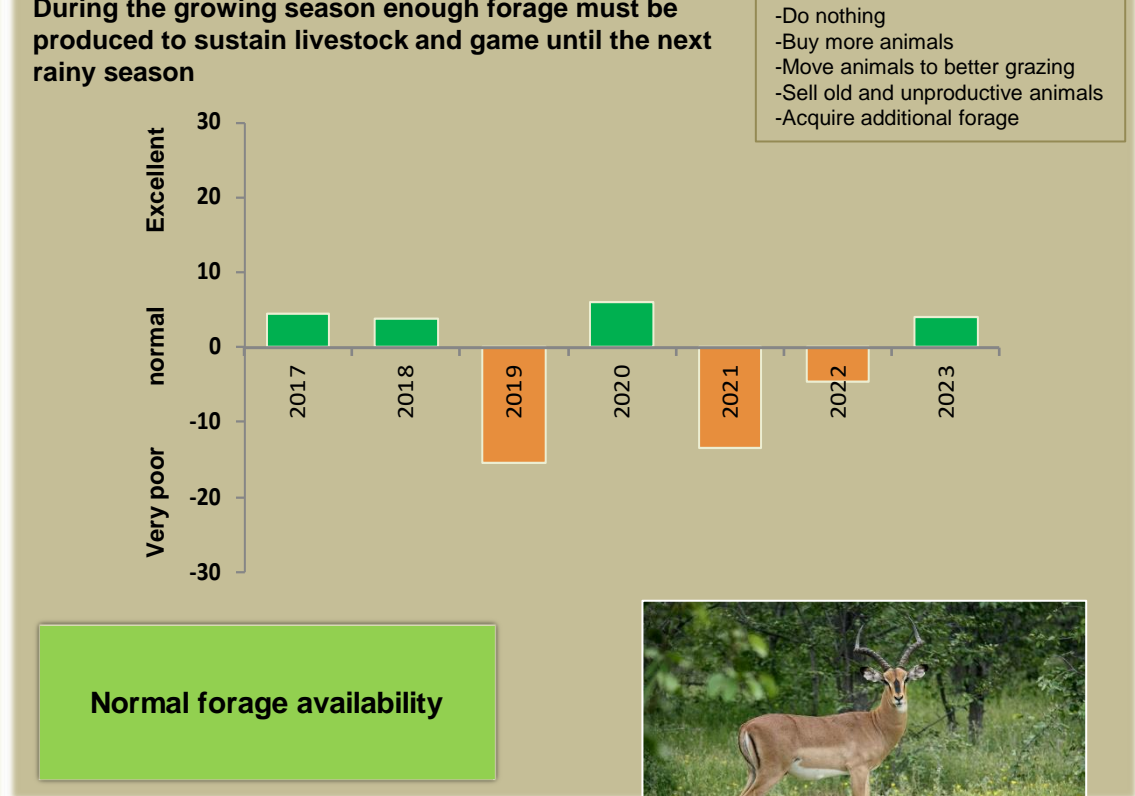 During the growing season enough forage must be
produced to sustain livestock and game until the next
rainy season
-Do nothing
-Buy more animals
-Move animals to better grazing
-Sell old and unproductive animals
-Acquire additional forage
Excellent
normal
Very poor
30
20
10
0
-10
-20
-30
2017
2018
2019
2020
2021
2022
2023
Normal forage availability